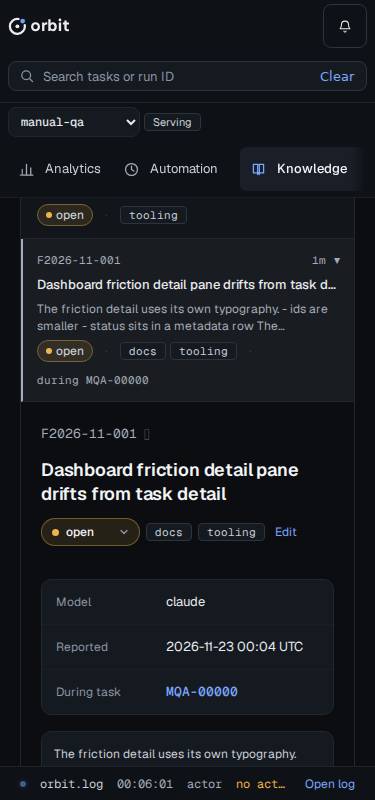 orbit
Search tasks or run ID Clear
manual-qa Serving
Analytics Automation Knowledge
open · tooling
F2026-11-001 1m ▼
Dashboard friction detail pane drifts from task d…
The friction detail uses its own typography. - ids are
smaller - status sits in a metadata row The…
open · docs tooling ·
during MQA-00000
F2026-11-001
Dashboard friction detail pane
drifts from task detail
open docs tooling Edit
Model claude
Reported 2026-11-23 00:04 UTC
During task MQA-00000
The friction detail uses its own typography.
orbit.log 00:06:01 actor no act… Open log